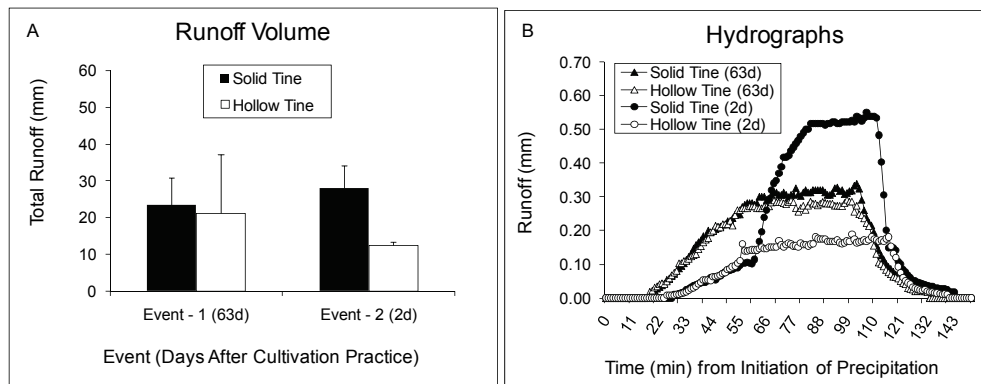 A
Runoff Volume
Total Runoff (mm)
60
50
40
30
20
10
0
Solid Tine
Hollow Tine
Event - 1 (63d)
Event - 2 (2d)
Event (Days After Cultivation Practice)
B
Hydrographs
Runoff (mm)
0.70
0.60
0.50
0.40
0.30
0.20
0.10
0.00
Solid Tine (63d)
Hollow Tine (63d)
Solid Tine (2d)
Hollow Tine (2d)
0
11
22
33
44
55
66
77
88
99
110
121
132
143
Time (min) from Initiation of Precipitation